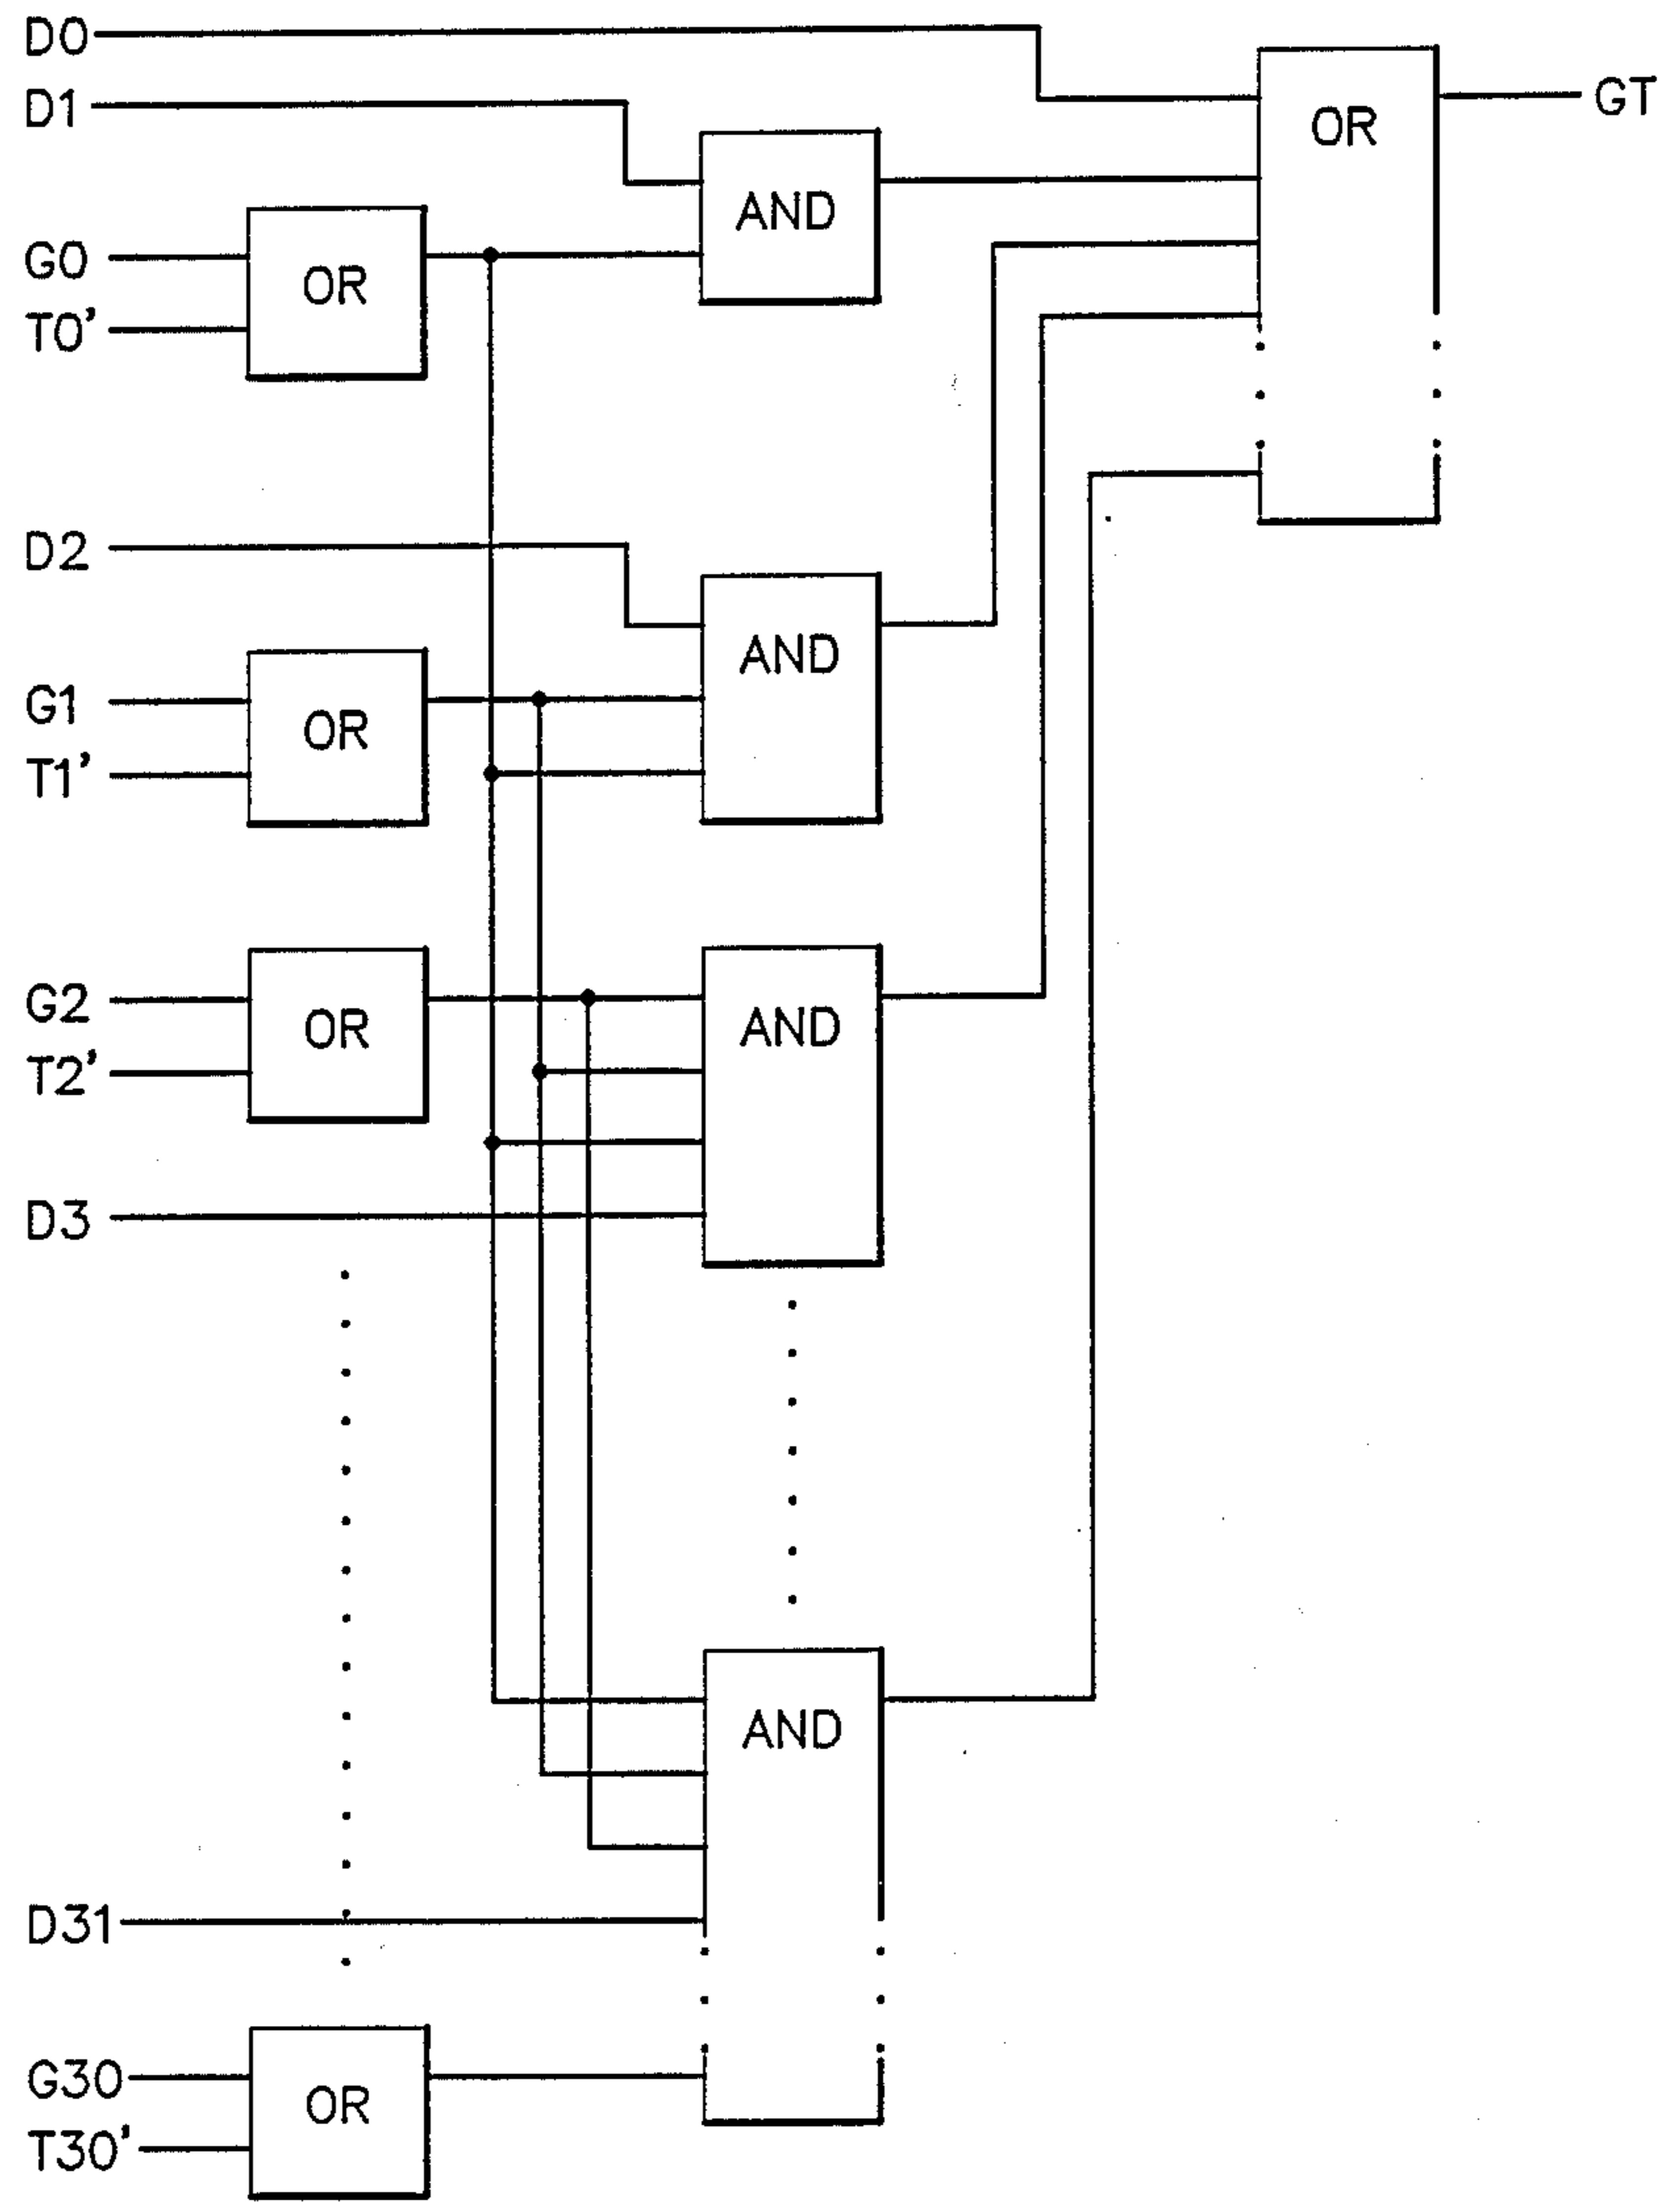 D0
D1
OR
GT
AND
G0
OR
T0'
D2
AND
G1
OR
T1'
G2
AND
OR
T2'
D3
AND
D31
G30
OR
T30'